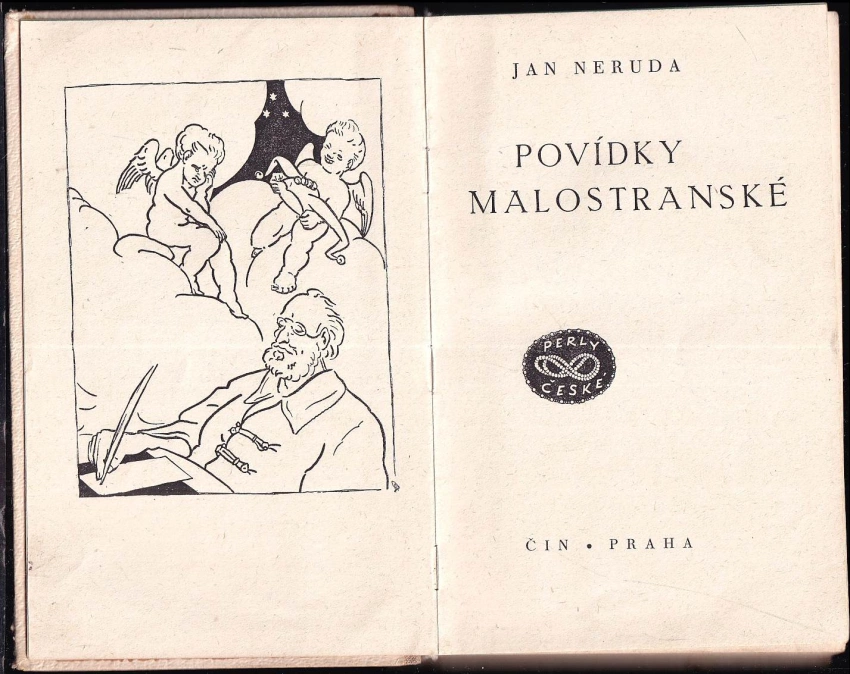 JAN NERUDA
POVÍDKY
MALOSTRANSKÉ
PERLY
ČESKÉ
ČIN • PRAHA